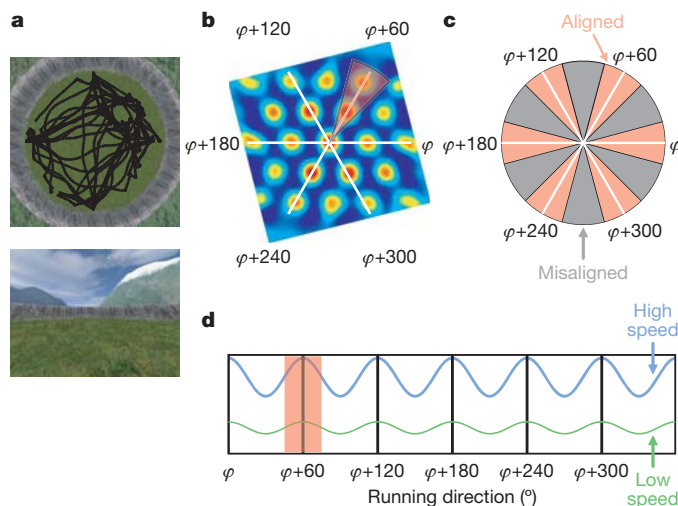 a
b
φ+120
φ+60
φ+180
φ
φ+240
φ+300
c
Aligned
φ+120
φ+60
φ+180
φ
φ+240
φ+300
Misaligned
d
High
speed
φ
φ+60
φ+120
φ+180
φ+240
φ+300
Running direction (º)
Low
speed